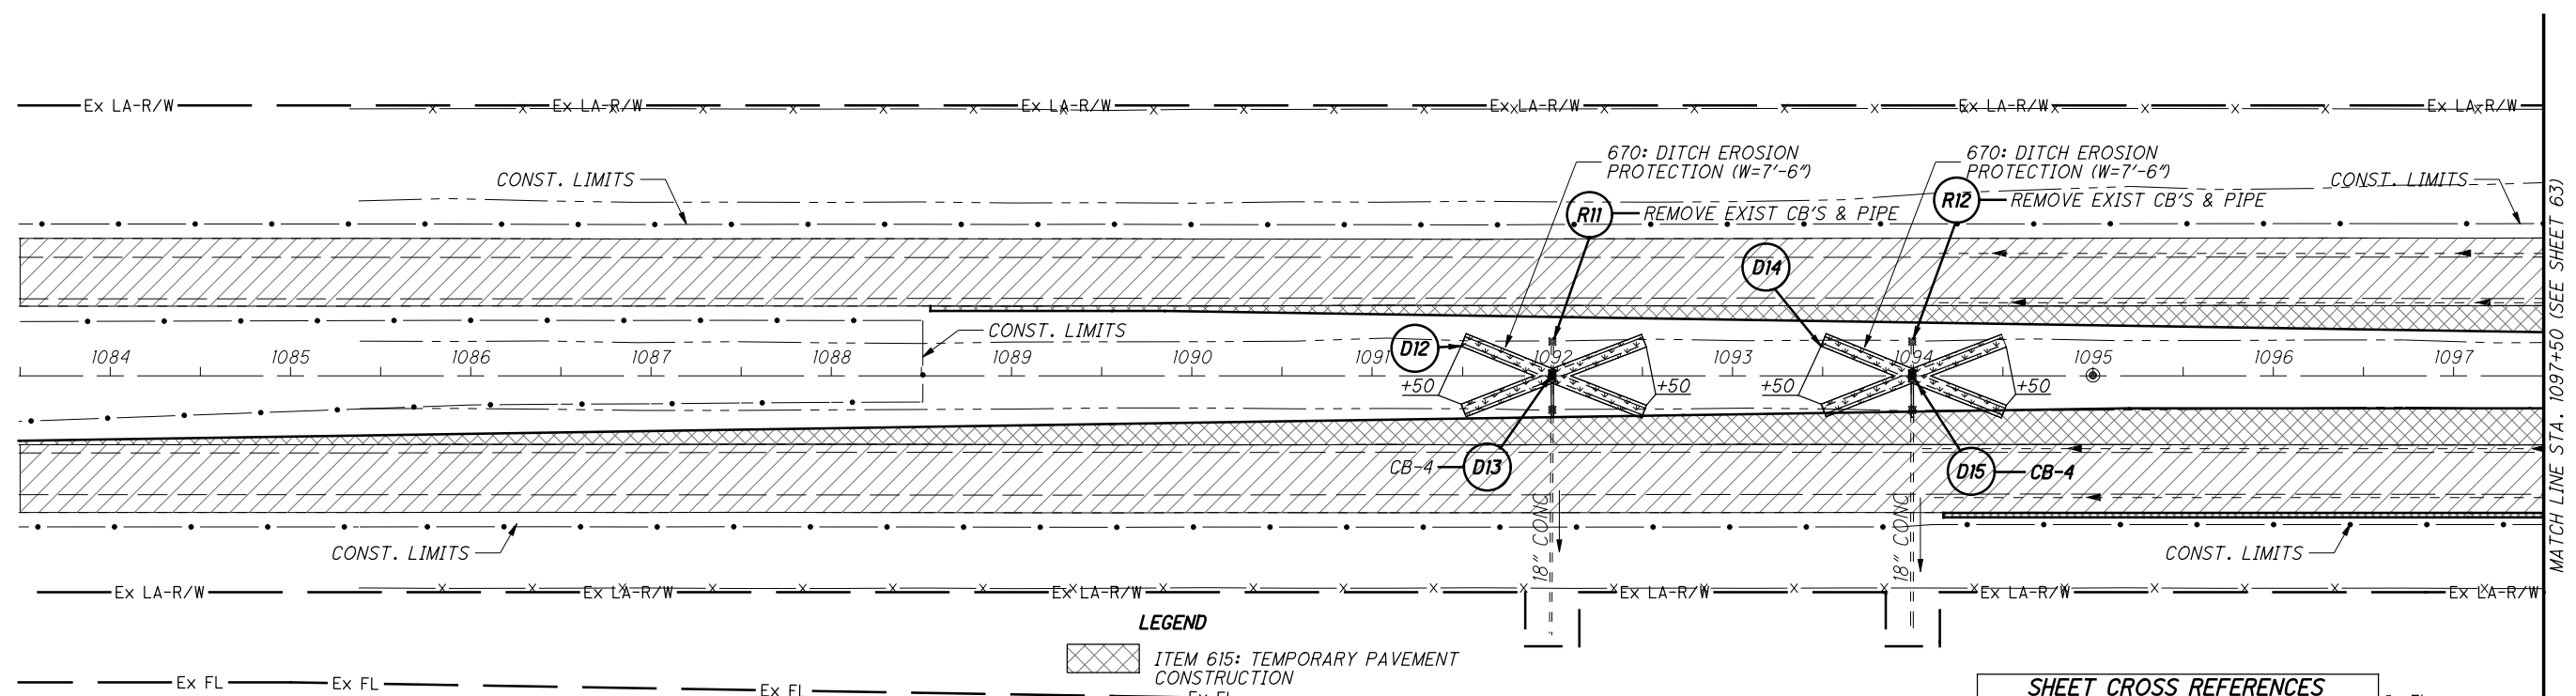 Ex LA-R/W
Ex LA-R/W
Ex LA-R/W
Ex LA-R/W
Ex LA-R/W
Ex LA-R/W
670: DITCH EROSION
PROTECTION (W=7'-6")
670: DITCH EROSION
PROTECTION (W=7'-6")
CONST. LIMITS
CONST. LIMITS
R11
REMOVE EXIST CB'S & PIPE
R12
REMOVE EXIST CB'S & PIPE
D14
CONST. LIMITS
D12
1084
1085
1086
1087
1088
1089
1090
1091
1092
1093
1094
1095
1096
1097
+50
+50
+50
+50
CB-4
D13
D15
CB-4
18" CONC
18" CONC
CONST. LIMITS
CONST. LIMITS
MATCH LINE STA. 1097+50 (SEE SHEET 63)
Ex LA-R/W
Ex LA-R/W
Ex LA-R/W
Ex LA-R/W
Ex LA-R/W
Ex LA-R/W
LEGEND
ITEM 615: TEMPORARY PAVEMENT
CONSTRUCTION
Ex FL
Ex FL
Ex FL
SHEET CROSS REFERENCES